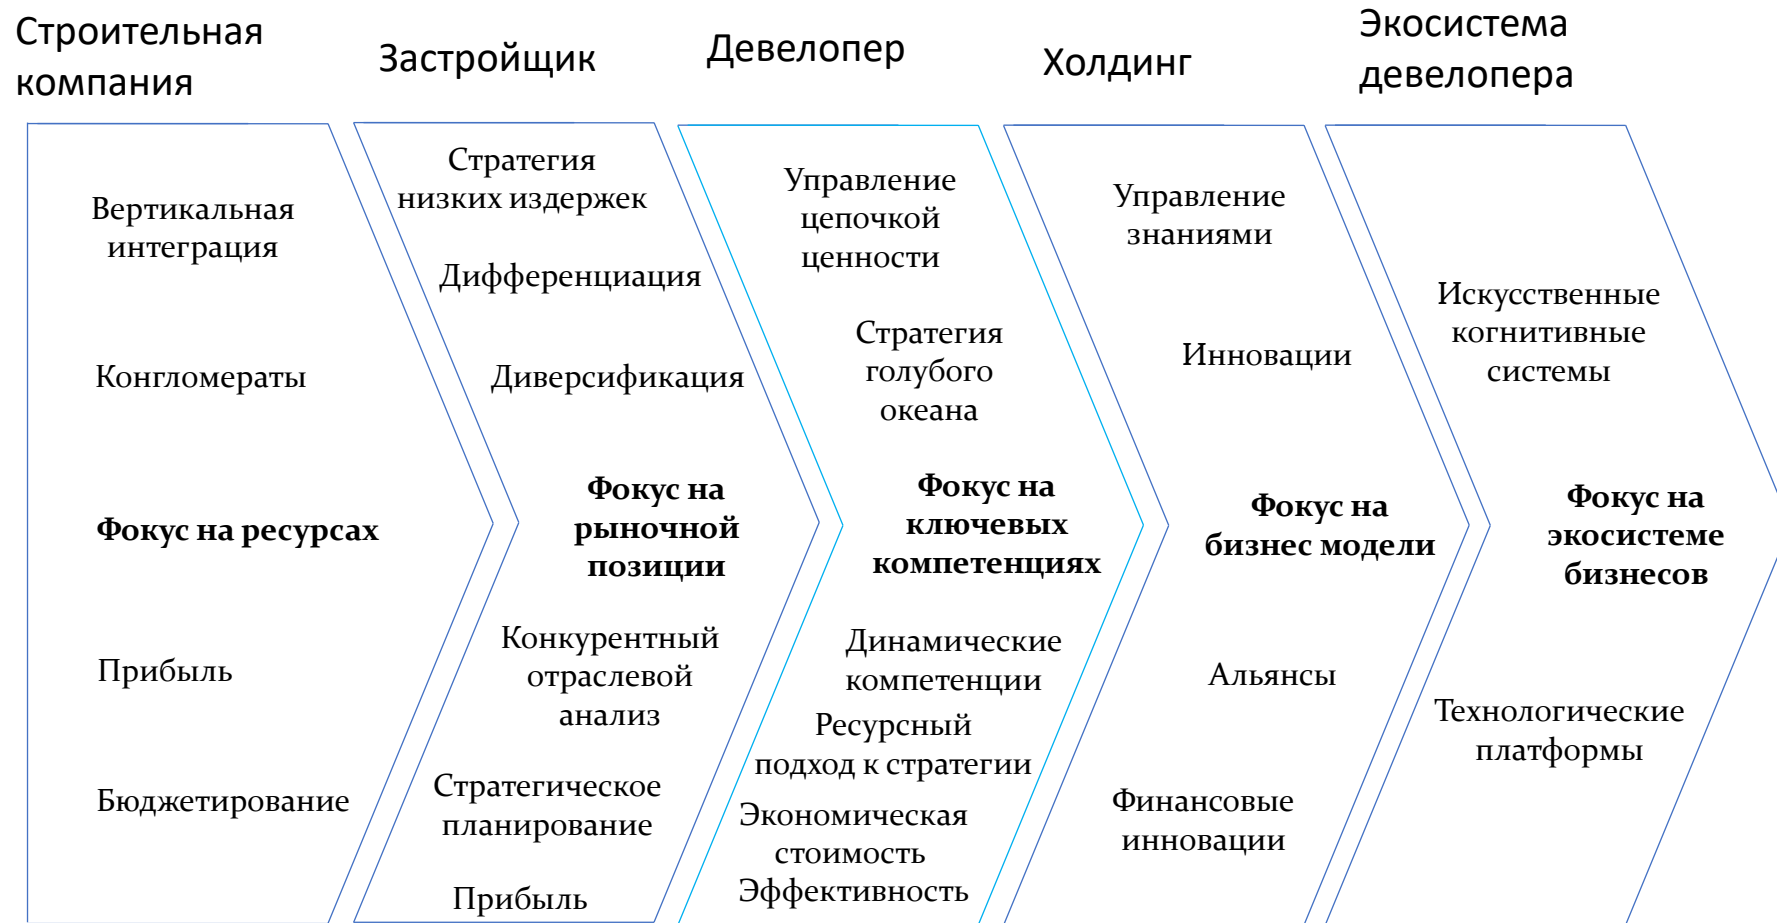 Строительная
компания
Застройщик
Девелопер
Холдинг
Экосистема
девелопера
Вертикальная
интеграция
Конгломераты
Фокус на ресурсах
Прибыль
Бюджетирование
Стратегия
низких издержек
Дифференциация
Диверсификация
Фокус на
рыночной
позиции
Конкурентный
отраслевой
анализ
Стратегическое
планирование
Прибыль
Управление
цепочкой
ценности
Стратегия
голубого
океана
Фокус на
ключевых
компетенциях
Динамические
компетенции
Ресурсный
подход к стратегии
Экономическая
стоимость
Эффективность
Управление
знаниями
Инновации
Фокус на
бизнес модели
Альянсы
Финансовые
инновации
Искусственные
когнитивные
системы
Фокус на
экосистеме
бизнесов
Технологические
платформы